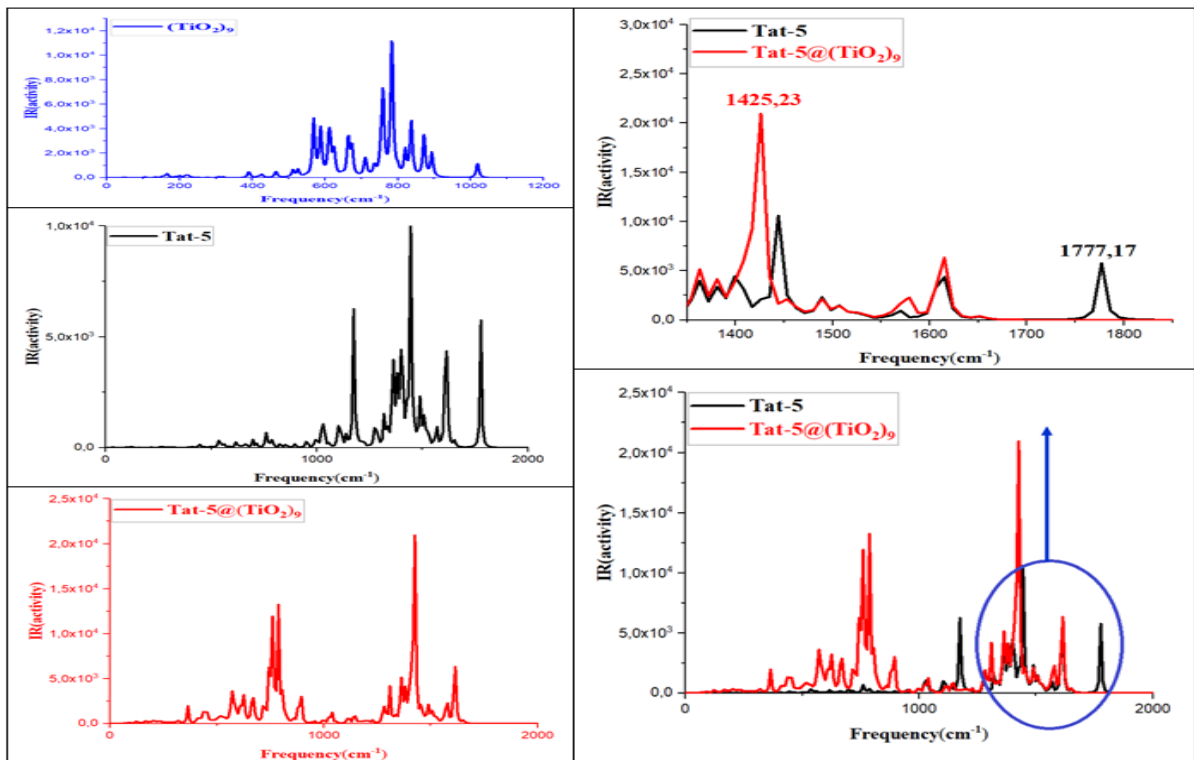 (TiO₂)₉
IR(activity)
1,2x10⁴
1,0x10⁴
8,0x10³
6,0x10³
4,0x10³
2,0x10³
0,0
0 200 400 600 800 1000 1200
Frequency(cm⁻¹)
Tat-5
IR(activity)
1,0x10⁴
5,0x10³
0,0
0 1000 2000
Frequency(cm⁻¹)
Tat-5@(TiO₂)₉
IR(activity)
2,5x10⁴
2,0x10⁴
1,5x10⁴
1,0x10⁴
5,0x10³
0,0
0 1000 2000
Frequency(cm⁻¹)
Tat-5
Tat-5@(TiO₂)₉
1425,23
1777,17
IR(activity)
3,0x10⁴
2,5x10⁴
2,0x10⁴
1,5x10⁴
1,0x10⁴
5,0x10³
0,0
1400 1500 1600 1700 1800
Frequency(cm⁻¹)
Tat-5
Tat-5@(TiO₂)₉
IR(activity)
2,5x10⁴
2,0x10⁴
1,5x10⁴
1,0x10⁴
5,0x10³
0,0
0 1000 2000
Frequency(cm⁻¹)